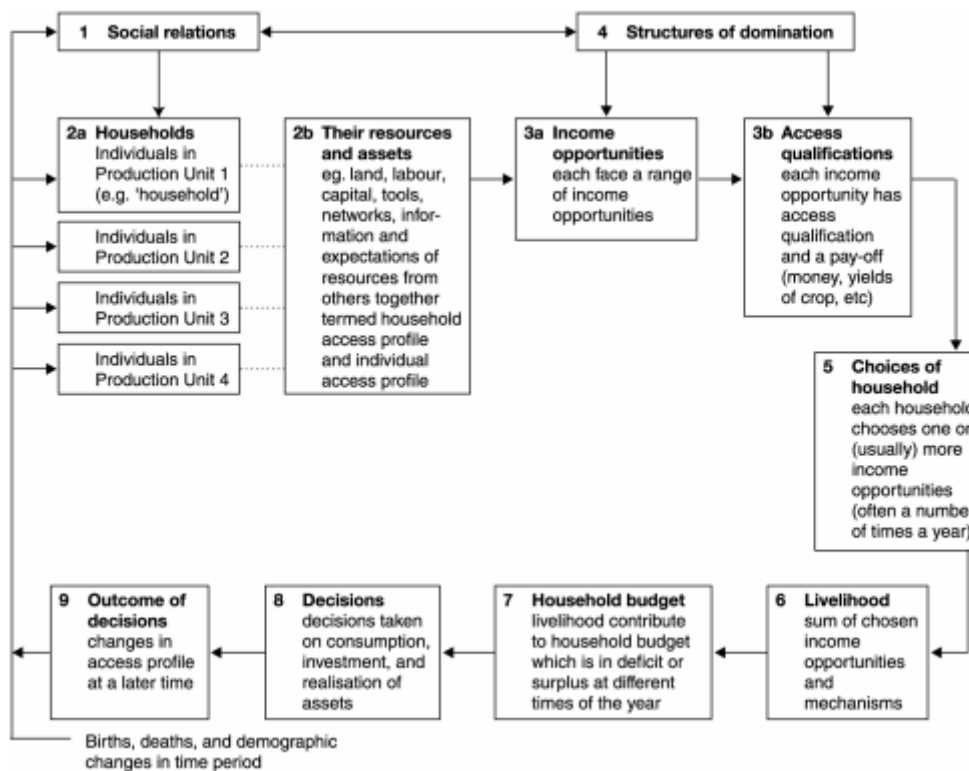 1 Social relations
4 Structures of domination
2a Households
Individuals in
Production Unit 1
(e.g. ‘household’)
Individuals in
Production Unit 2
Individuals in
Production Unit 3
Individuals in
Production Unit 4
2b Their resources
and assets
eg. land, labour,
capital, tools,
networks, infor-
mation and
expectations of
resources from
others together
termed household
access profile
and individual
access profile
3a Income
opportunities
each face a range
of income
opportunities
3b Access
qualifications
each income
opportunity has
access
qualification
and a pay-off
(money, yields
of crop, etc)
5 Choices of
household
each household
chooses one or
(usually) more
income
opportunities
(often a number
of times a year)
6 Livelihood
sum of chosen
income
opportunities
and
mechanisms
7 Household budget
livelihood contribute
to household budget
which is in deficit or
surplus at different
times of the year
8 Decisions
decisions taken
on consumption,
investment, and
realisation of
assets
9 Outcome of
decisions
changes in
access profile
at a later time
Births, deaths, and demographic
changes in time period